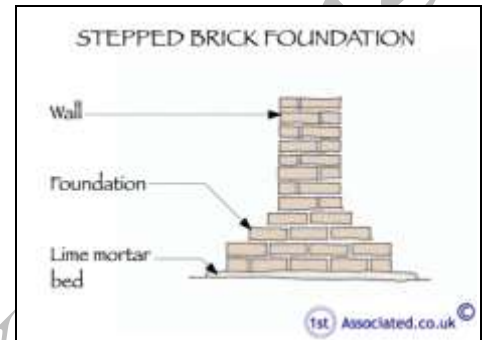 STEPPED BRICK FOUNDATION
Wall
Foundation
Lime mortar
bed
1st Associated.co.uk ©